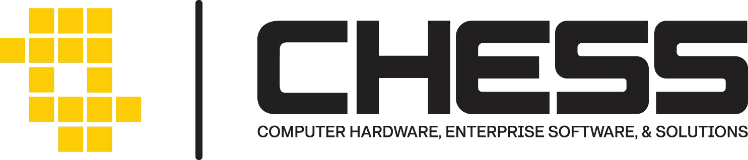 CHESS
COMPUTER HARDWARE, ENTERPRISE SOFTWARE, & SOLUTIONS